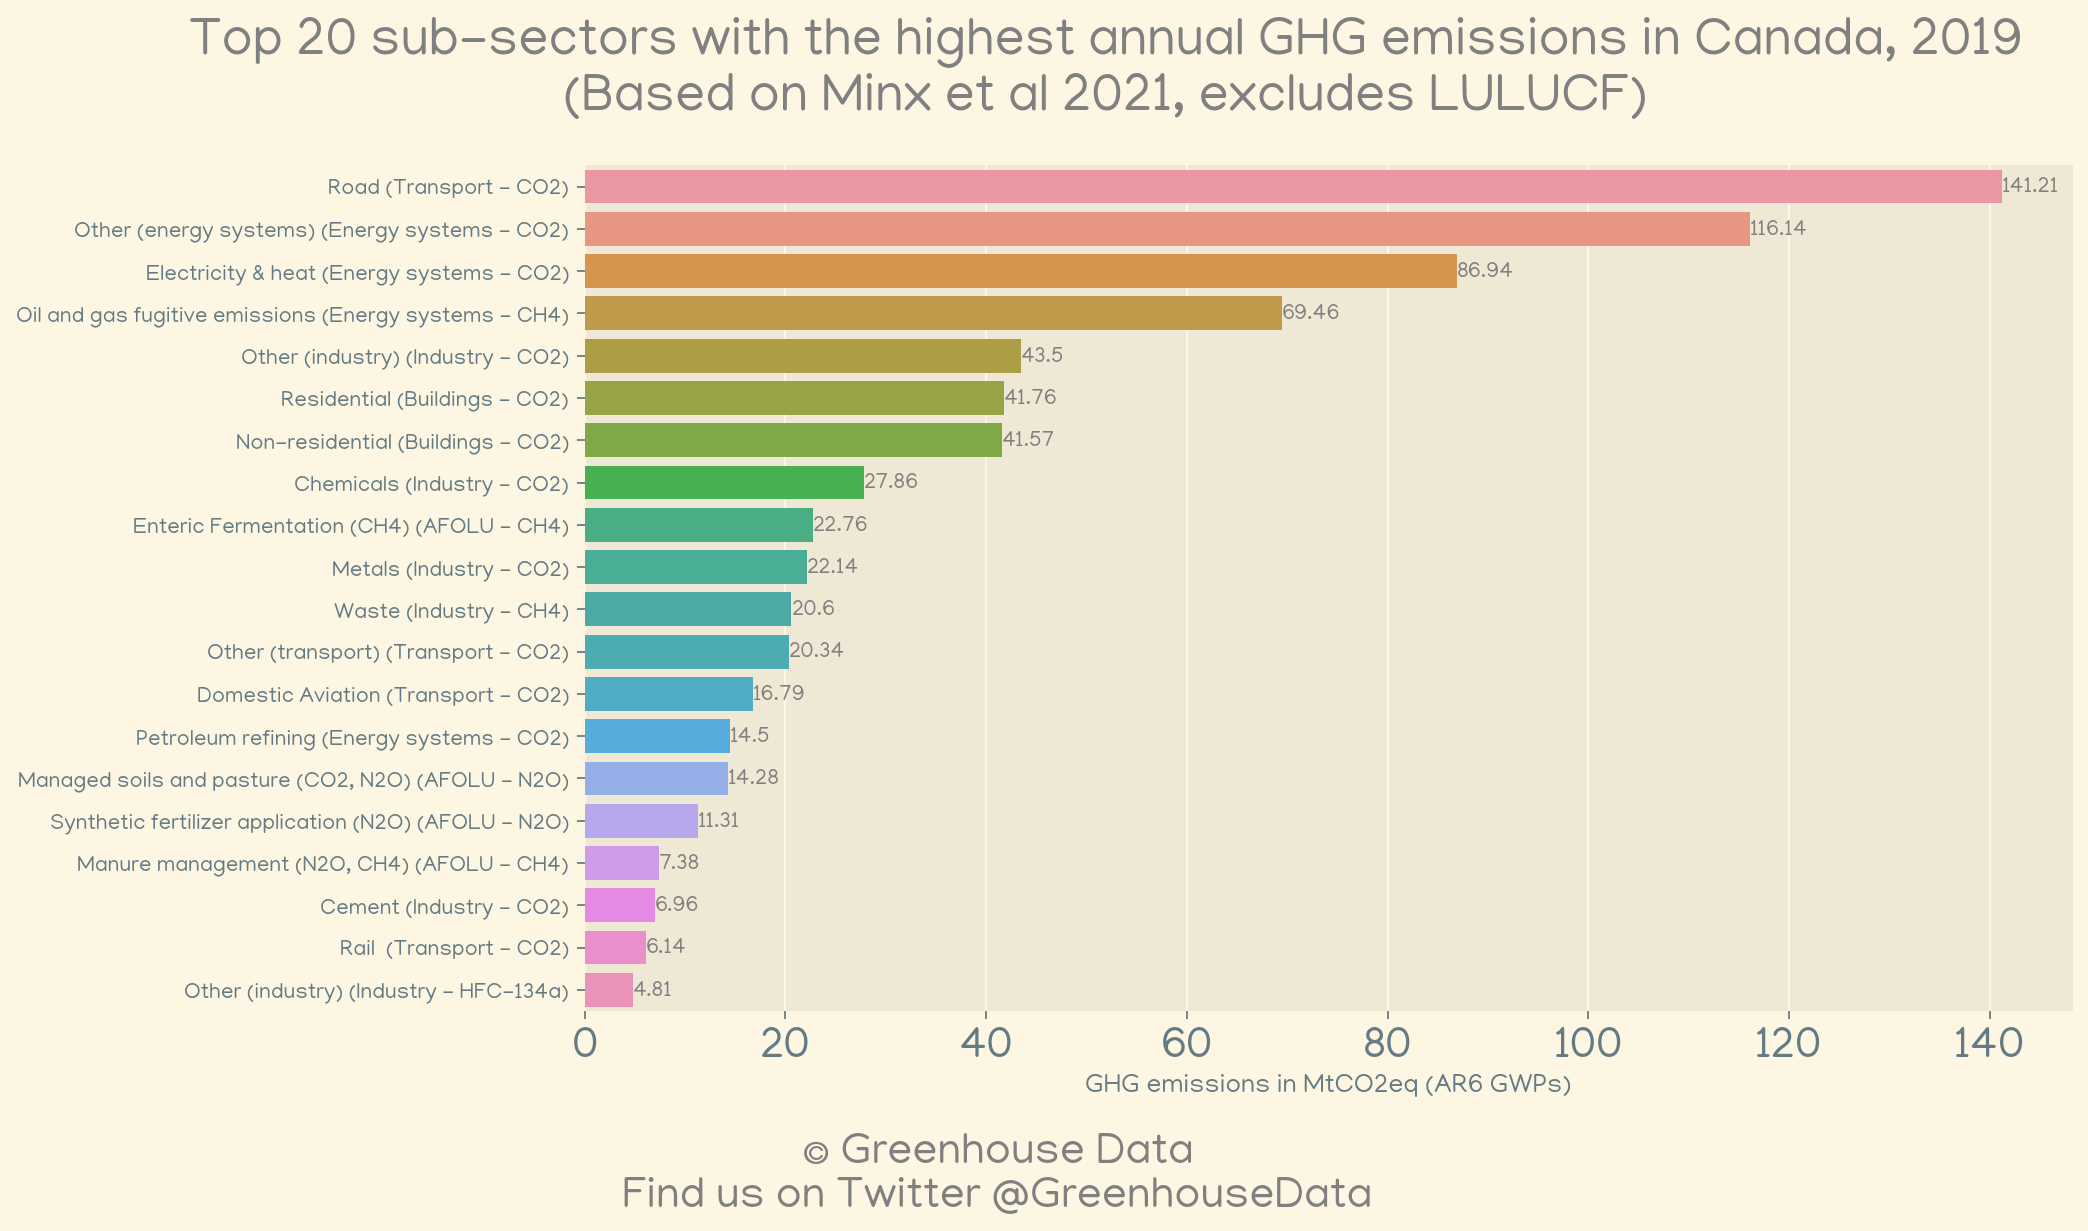 Top 20 sub-sectors with the highest annual GHG emissions in Canada, 2019
(Based on Minx et al 2021, excludes LULUCF)
Road (Transport - CO2) 141.21
Other (energy systems) (Energy systems - CO2) 116.14
Electricity & heat (Energy systems - CO2) 86.94
Oil and gas fugitive emissions (Energy systems - CH4) 69.46
Other (industry) (Industry - CO2) 43.5
Residential (Buildings - CO2) 41.76
Non-residential (Buildings - CO2) 41.57
Chemicals (Industry - CO2) 27.86
Enteric Fermentation (CH4) (AFOLU - CH4) 22.76
Metals (Industry - CO2) 22.14
Waste (Industry - CH4) 20.6
Other (transport) (Transport - CO2) 20.34
Domestic Aviation (Transport - CO2) 16.79
Petroleum refining (Energy systems - CO2) 14.5
Managed soils and pasture (CO2, N2O) (AFOLU - N2O) 14.28
Synthetic fertilizer application (N2O) (AFOLU - N2O) 11.31
Manure management (N2O, CH4) (AFOLU - CH4) 7.38
Cement (Industry - CO2) 6.96
Rail (Transport - CO2) 6.14
Other (industry) (Industry - HFC-134a) 4.81
0 20 40 60 80 100 120 140
GHG emissions in MtCO2eq (AR6 GWPs)
© Greenhouse Data
Find us on Twitter @GreenhouseData